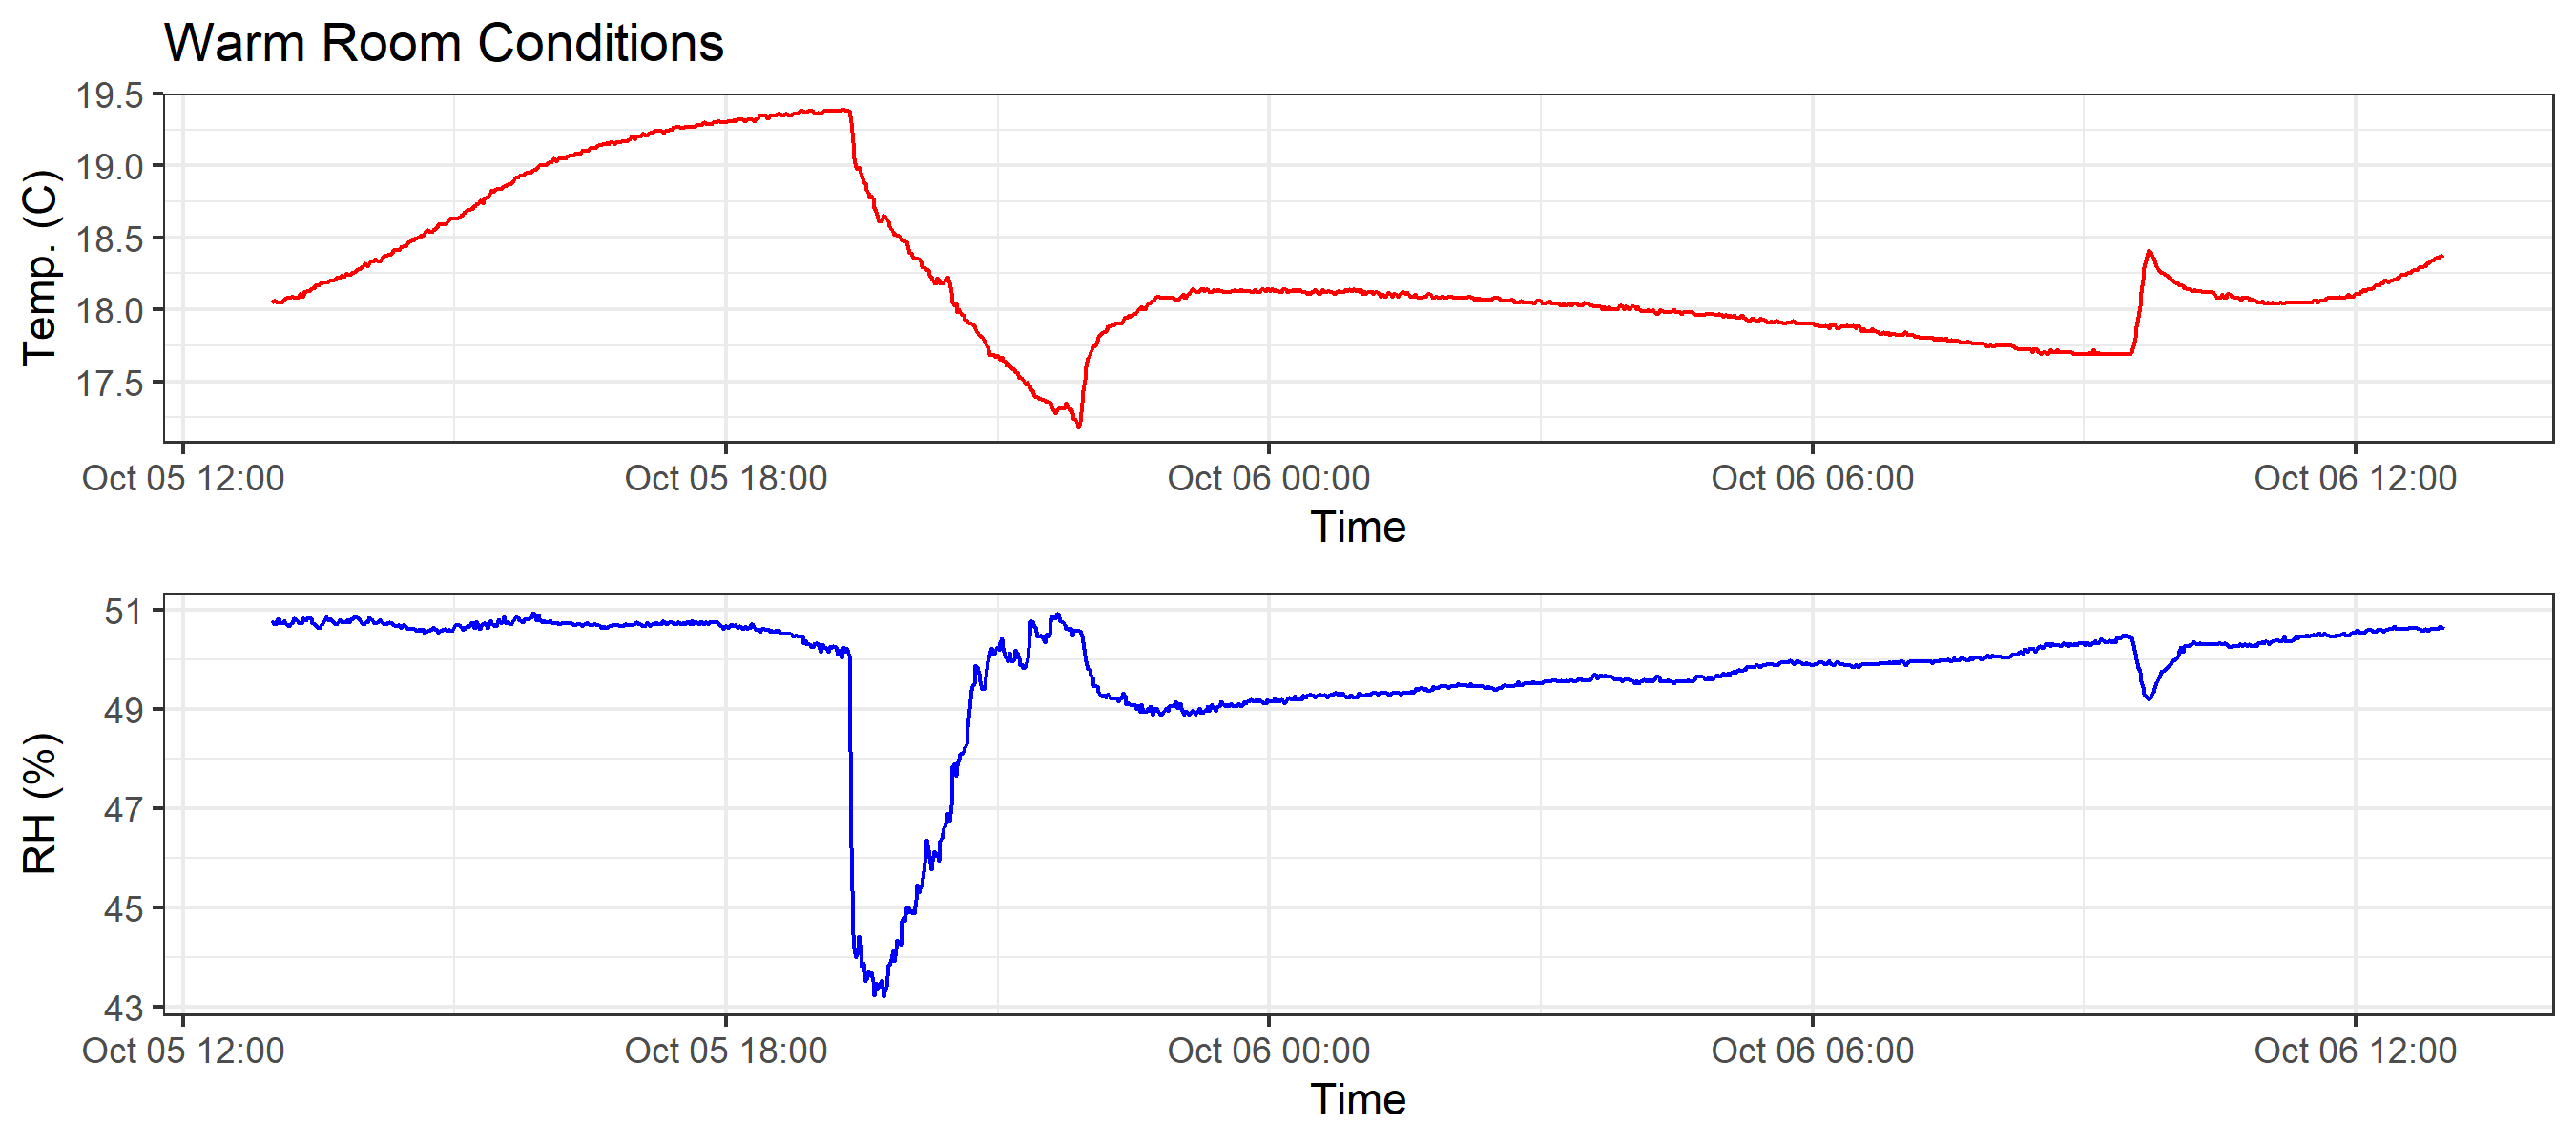 Warm Room Conditions
19.5
19.0
18.5
18.0
17.5
Temp. (C)
Oct 05 12:00 Oct 05 18:00 Oct 06 00:00 Oct 06 06:00 Oct 06 12:00
Time
51
49
47
45
43
RH (%)
Oct 05 12:00 Oct 05 18:00 Oct 06 00:00 Oct 06 06:00 Oct 06 12:00
Time